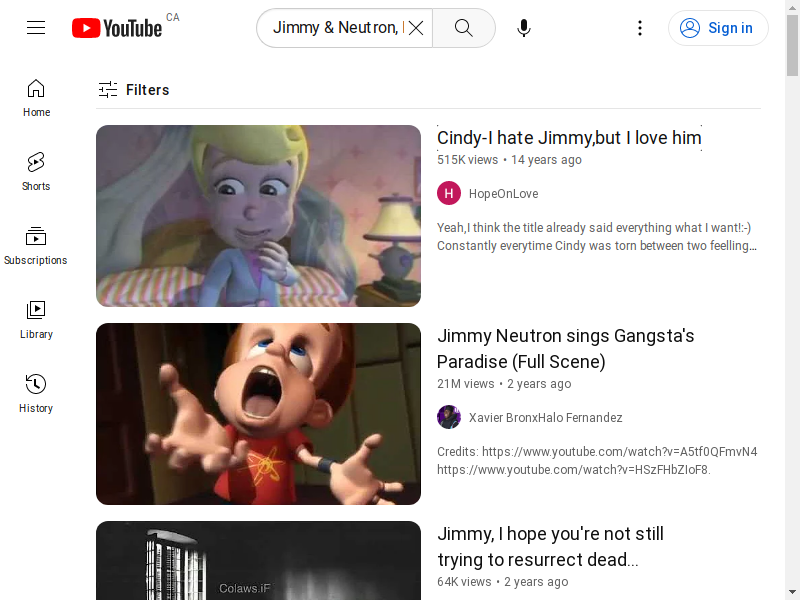 YouTube CA
Jimmy & Neutron,
Sign in
Home
Shorts
Subscriptions
Library
History
Filters
Cindy-I hate Jimmy,but I love him
515K views • 14 years ago
H HopeOnLove
Yeah,I think the title already said everything what I want!:-)
Constantly everytime Cindy was torn between two feelling...
Jimmy Neutron sings Gangsta's
Paradise (Full Scene)
21M views • 2 years ago
Xavier BronxHalo Fernandez
Credits: https://www.youtube.com/watch?v=A5tf0QFmvN4
https://www.youtube.com/watch?v=HSzFHbZIoF8.
Colaws.iF
Jimmy, I hope you're not still
trying to resurrect dead...
64K views • 2 years ago